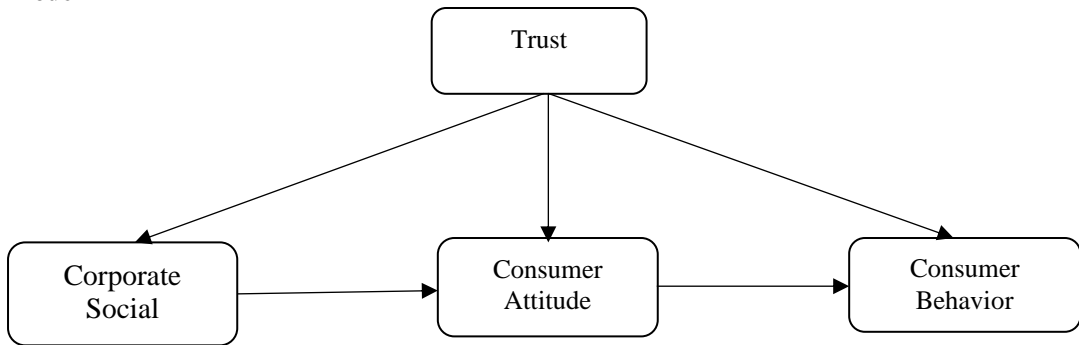 Trust
Corporate
Social
Consumer
Attitude
Consumer
Behavior